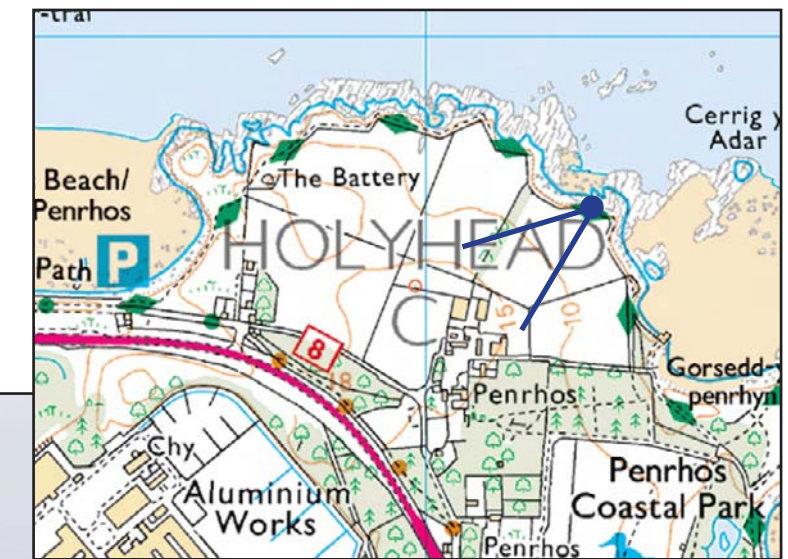 -trai
Cerrig y
Adar
Beach/
Penrhos
The Battery
HOLYHEAD
Path
P
C
15
10
8
18
Gorsedd-
penrhyn
Penrhos
Chy
Aluminium
Works
Penrhos
Coastal Park
Penrhos